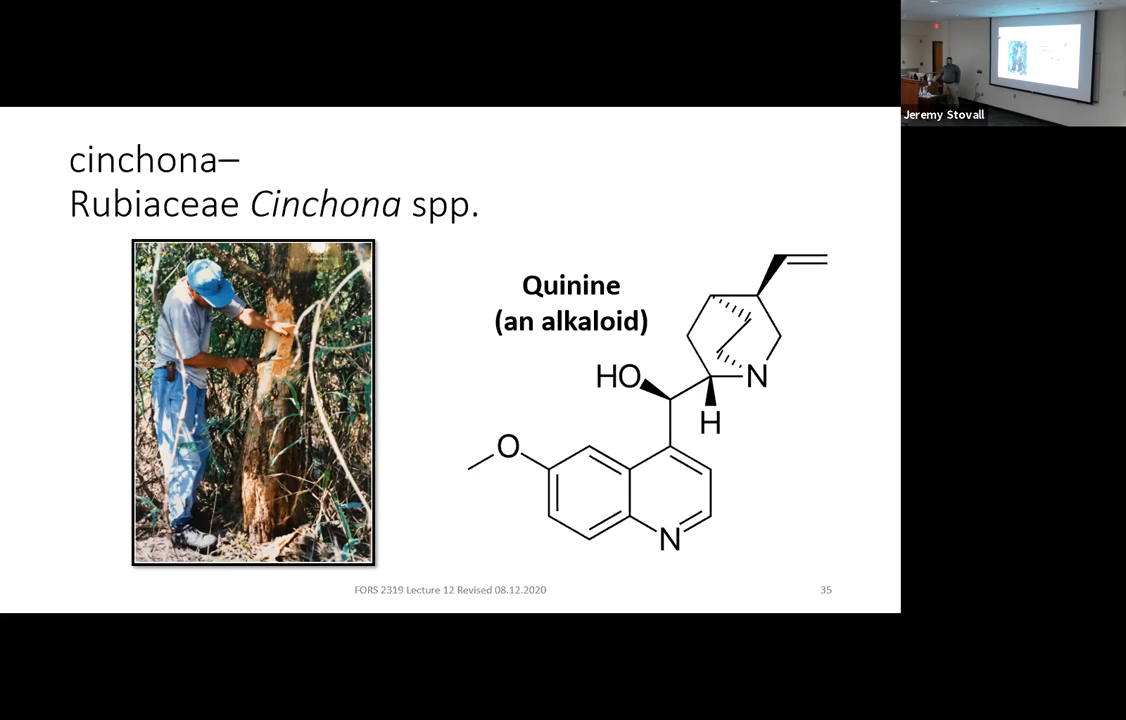 Jeremy Stovall
cinchona–
Rubiaceae Cinchona spp.
Quinine
(an alkaloid)
HO
N
H
O
N
FORS 2319 Lecture 12 Revised 08.12.2020
35